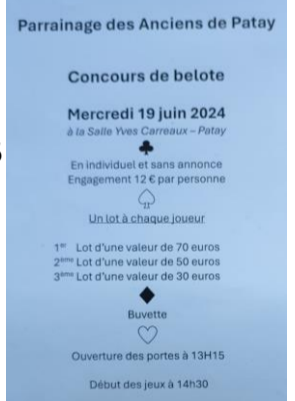 Parrainage des Anciens de Patay
Concours de belote
Mercredi 19 juin 2024
à la Salle Yves Carreaux – Patay
En individuel et sans annonce
Engagement 12 € par personne
Un lot à chaque joueur
1er Lot d'une valeur de 70 euros
2ème Lot d'une valeur de 50 euros
3ème Lot d'une valeur de 30 euros
Buvette
Ouverture des portes à 13H15
Début des jeux à 14h30